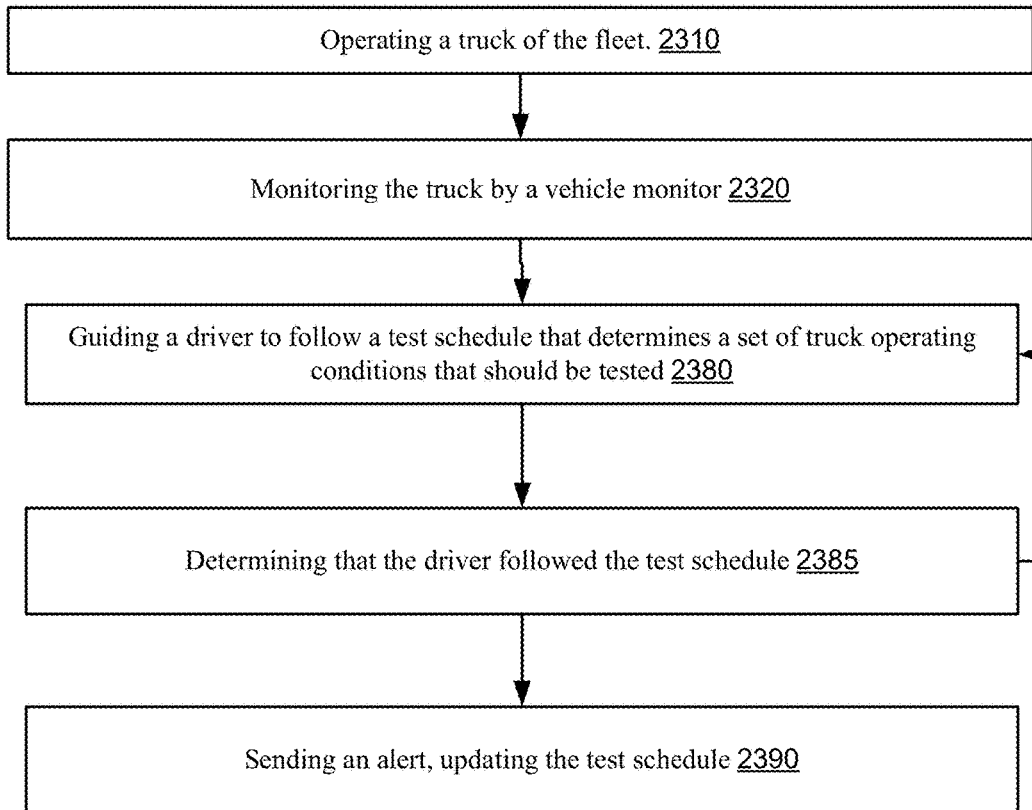 Operating a truck of the fleet. 2310
Monitoring the truck by a vehicle monitor 2320
Guiding a driver to follow a test schedule that determines a set of truck operating
conditions that should be tested 2380
Determining that the driver followed the test schedule 2385
Sending an alert, updating the test schedule 2390